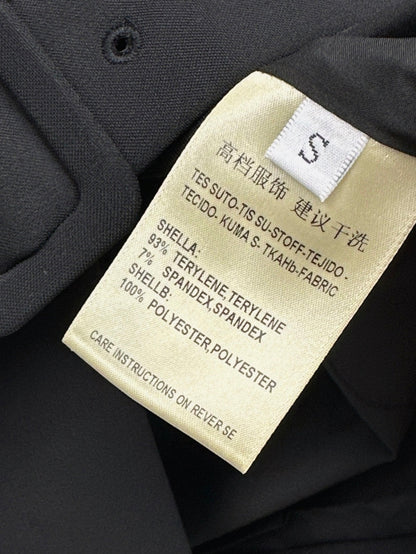 S
高档服饰 建议干洗
TES SUTO-TIS SU-STOFF-TEJIDO-
TECIDO- KUMA S-TKAHb-FABRIC
SHELLA:
93% TERYLENE,TERYLENE
7% SPANDEX,SPANDEX
SHELLB:
100% POLYESTER,POLYESTER
CARE INSTRUCTIONS ON REVER SE